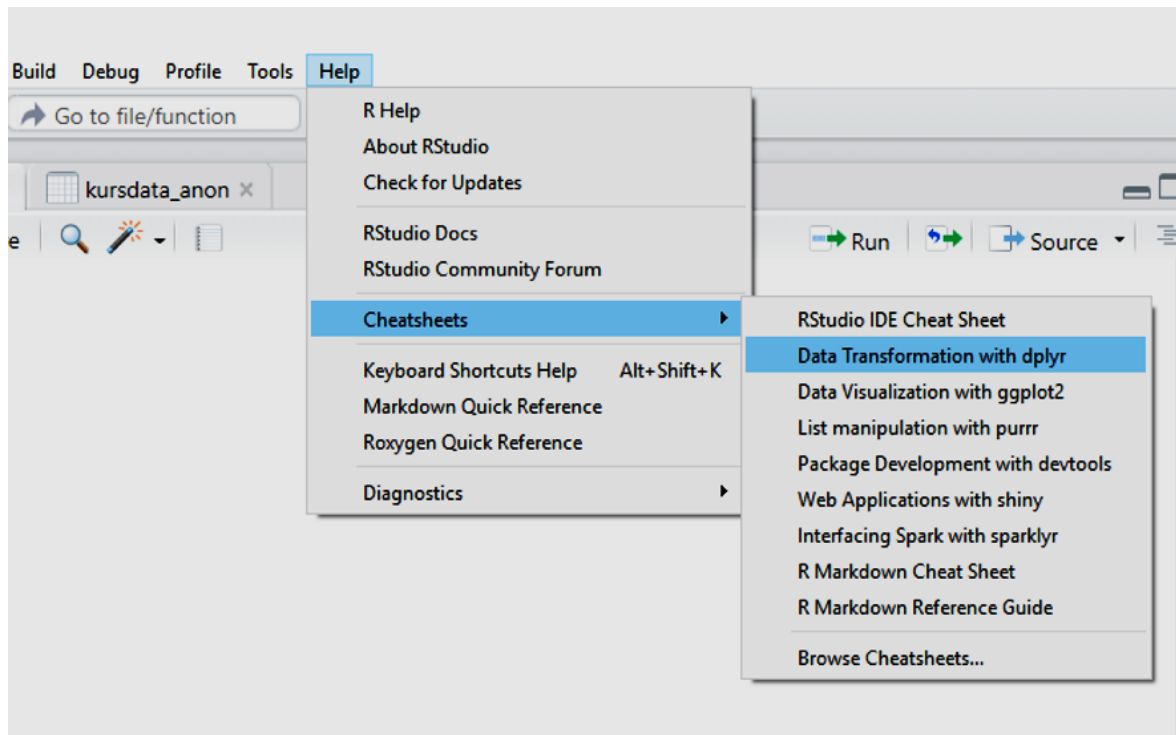 Build Debug Profile Tools Help
Go to file/function
kursdata_anon
e Run Source
R Help
About RStudio
Check for Updates
RStudio Docs
RStudio Community Forum
Cheatsheets
Keyboard Shortcuts Help Alt+Shift+K
Markdown Quick Reference
Roxygen Quick Reference
Diagnostics
RStudio IDE Cheat Sheet
Data Transformation with dplyr
Data Visualization with ggplot2
List manipulation with purrr
Package Development with devtools
Web Applications with shiny
Interfacing Spark with sparklyr
R Markdown Cheat Sheet
R Markdown Reference Guide
Browse Cheatsheets...